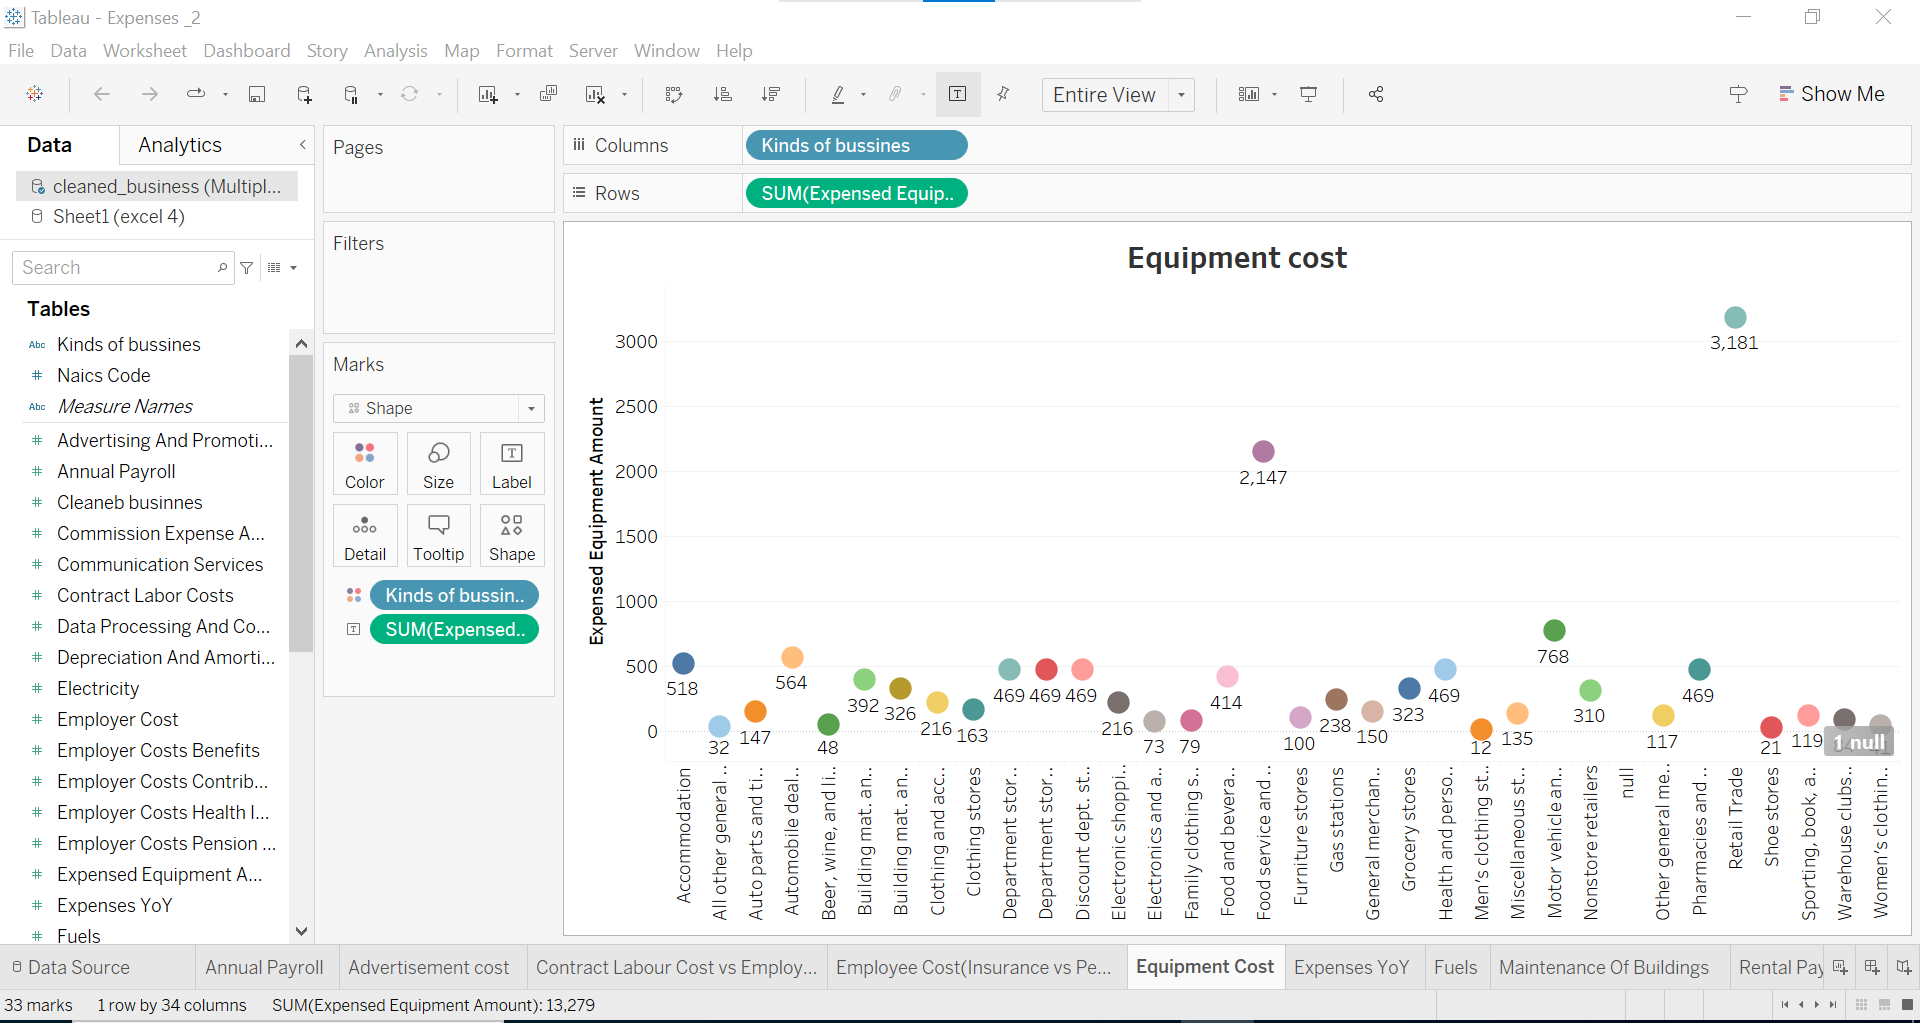 Tableau - Expenses _2
File Data Worksheet Dashboard Story Analysis Map Format Server Window Help
Entire View
Show Me
Data Analytics
cleaned_business (Multipl...
Sheet1 (excel 4)
Search
Tables
Abc Kinds of bussines
# Naics Code
Abc Measure Names
# Advertising And Promoti...
# Annual Payroll
# Cleaneb businnes
# Commission Expense A...
# Communication Services
# Contract Labor Costs
# Data Processing And Co...
# Depreciation And Amorti...
# Electricity
# Employer Cost
# Employer Costs Benefits
# Employer Costs Contrib...
# Employer Costs Health I...
# Employer Costs Pension ...
# Expensed Equipment A...
# Expenses YoY
# Fuels
Pages
Filters
Marks
Shape
Color Size T Label
Detail Tooltip Shape
Kinds of bussin..
T SUM(Expensed..
Columns Kinds of bussines
Rows SUM(Expensed Equip..
Equipment cost
Expensed Equipment Amount
3000
2500
2000
1500
1000
500
0
518
32
147
564
48
392
326
216
163
469
469
469
216
73
79
414
2,147
100
238
150
323
469
12
135
768
310
117
469
3,181
21
119
1 null
Accommodation
All other general ..
Auto parts and ti..
Automobile deal..
Beer, wine, and li..
Building mat. an..
Building mat. an..
Clothing and acc..
Clothing stores
Department stor..
Department stor..
Discount dept. st..
Electronic shoppi..
Electronics and a..
Family clothing s..
Food and bevera..
Food service and ..
Furniture stores
Gas stations
General merchan..
Grocery stores
Health and perso..
Men's clothing st..
Miscellaneous st..
Motor vehicle an..
Nonstore retailers
null
Other general me..
Pharmacies and ..
Retail Trade
Shoe stores
Sporting, book, a..
Warehouse clubs..
Women's clothin..
Data Source Annual Payroll Advertisement cost Contract Labour Cost vs Employ... Employee Cost(Insurance vs Pe... Equipment Cost Expenses YoY Fuels Maintenance Of Buildings Rental Pay
33 marks 1 row by 34 columns SUM(Expensed Equipment Amount): 13,279